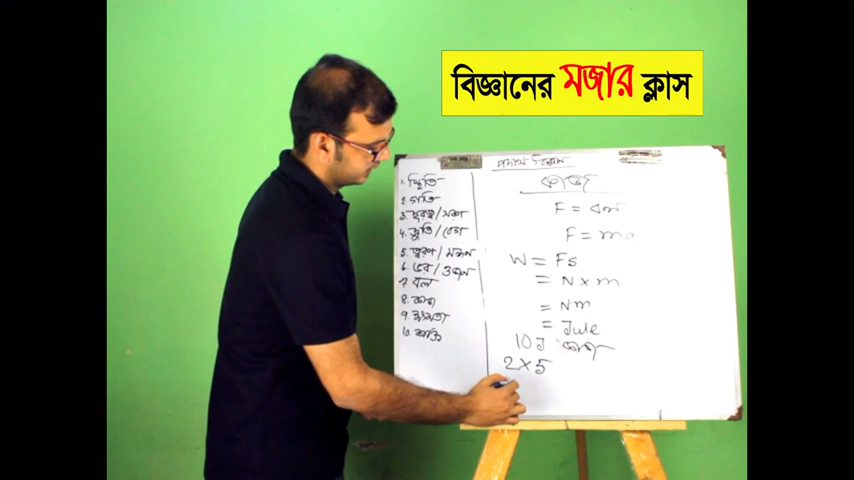 বিজ্ঞানের মজার ক্লাস
পদার্থ বিজ্ঞান
১. স্থিতি
২. গতি
৩. দূরত্ব/সরণ
৪. দ্রুতি/বেগ
৫. ত্বরণ/মন্দন
৬. ভর/ওজন
৭. বল
৮. কাজ
৯. ক্ষমতা
১০. শক্তি
কাজ
F = বল
F = ma
W = Fs
= N x m
= Nm
= Jule
10 J কাজ
2 x 5